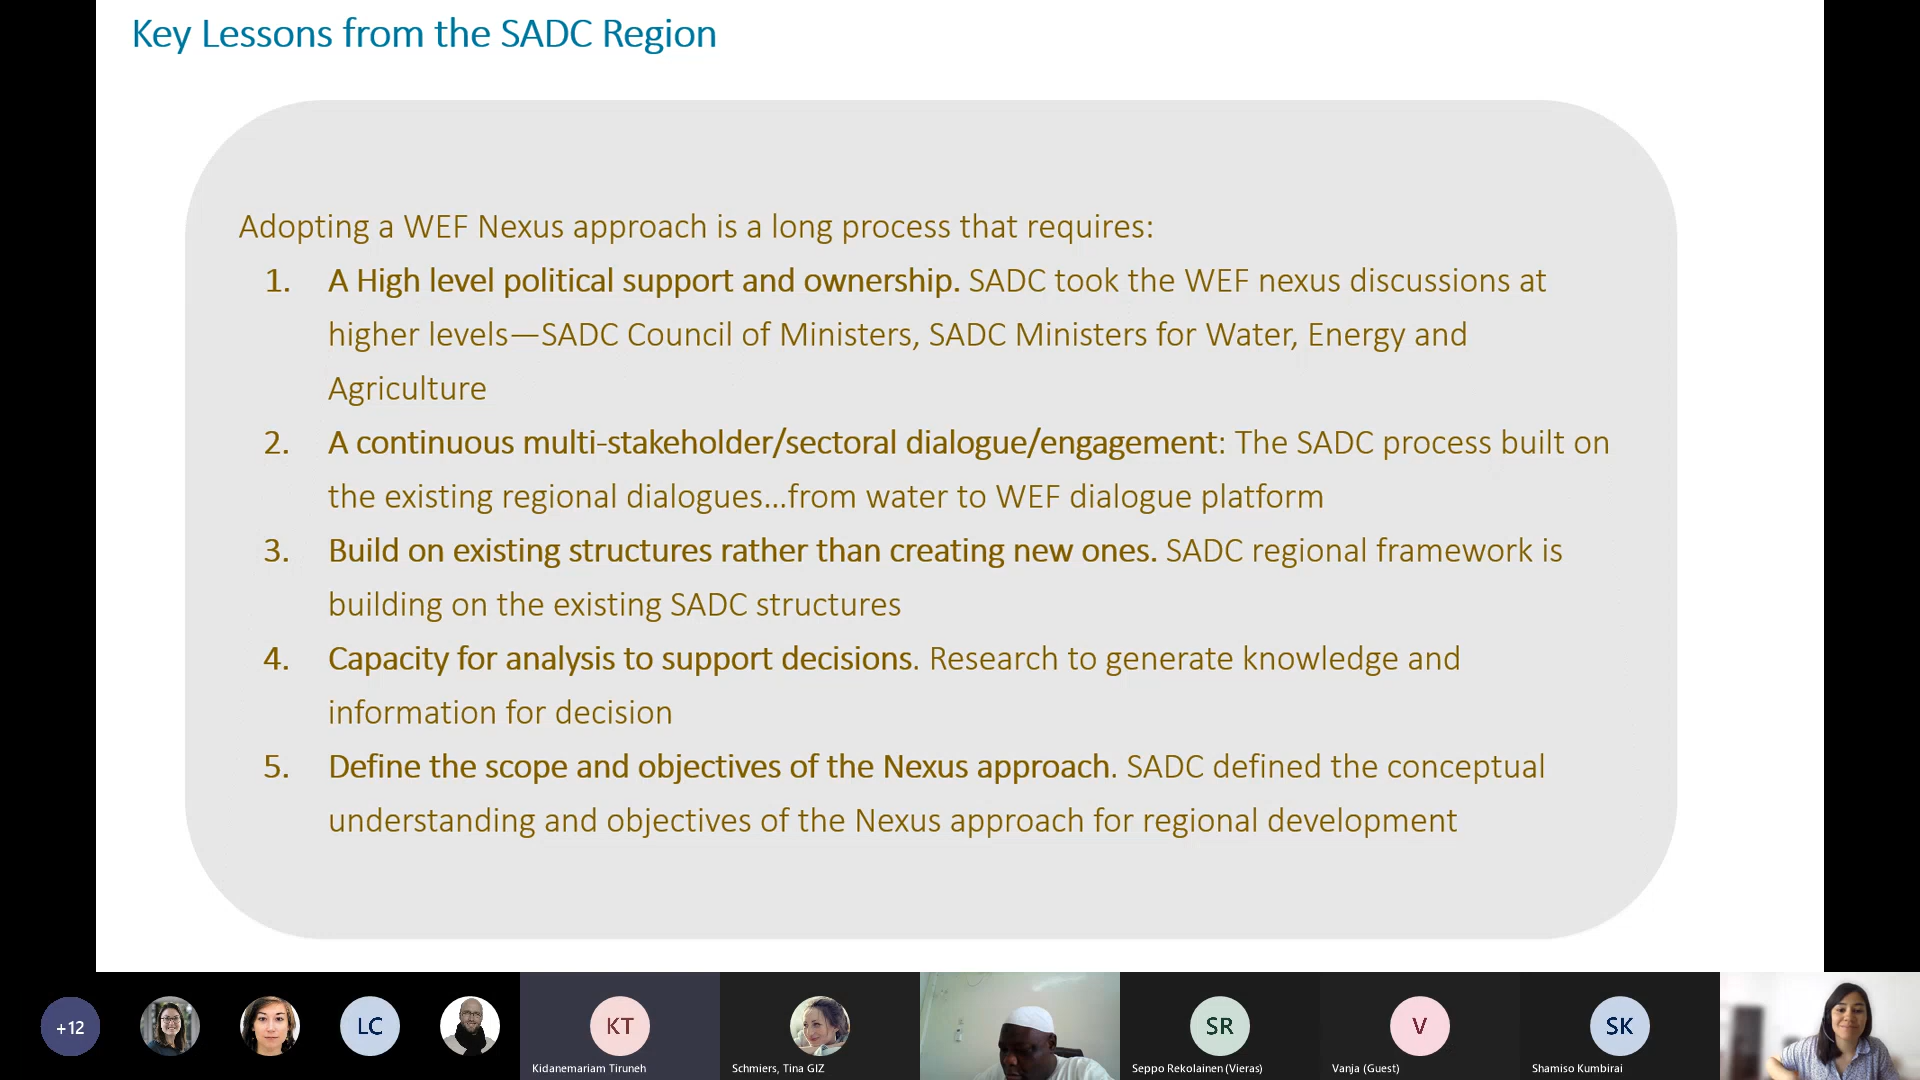 Key Lessons from the SADC Region
Adopting a WEF Nexus approach is a long process that requires:
1. A High level political support and ownership. SADC took the WEF nexus discussions at
higher levels—SADC Council of Ministers, SADC Ministers for Water, Energy and
Agriculture
2. A continuous multi-stakeholder/sectoral dialogue/engagement: The SADC process built on
the existing regional dialogues...from water to WEF dialogue platform
3. Build on existing structures rather than creating new ones. SADC regional framework is
building on the existing SADC structures
4. Capacity for analysis to support decisions. Research to generate knowledge and
information for decision
5. Define the scope and objectives of the Nexus approach. SADC defined the conceptual
understanding and objectives of the Nexus approach for regional development
+12
LC
KT
SR
V
SK
Kidanemariam Tiruneh
Schmiers, Tina GIZ
Seppo Rekolainen (Vieras)
Vanja (Guest)
Shamiso Kumbirai